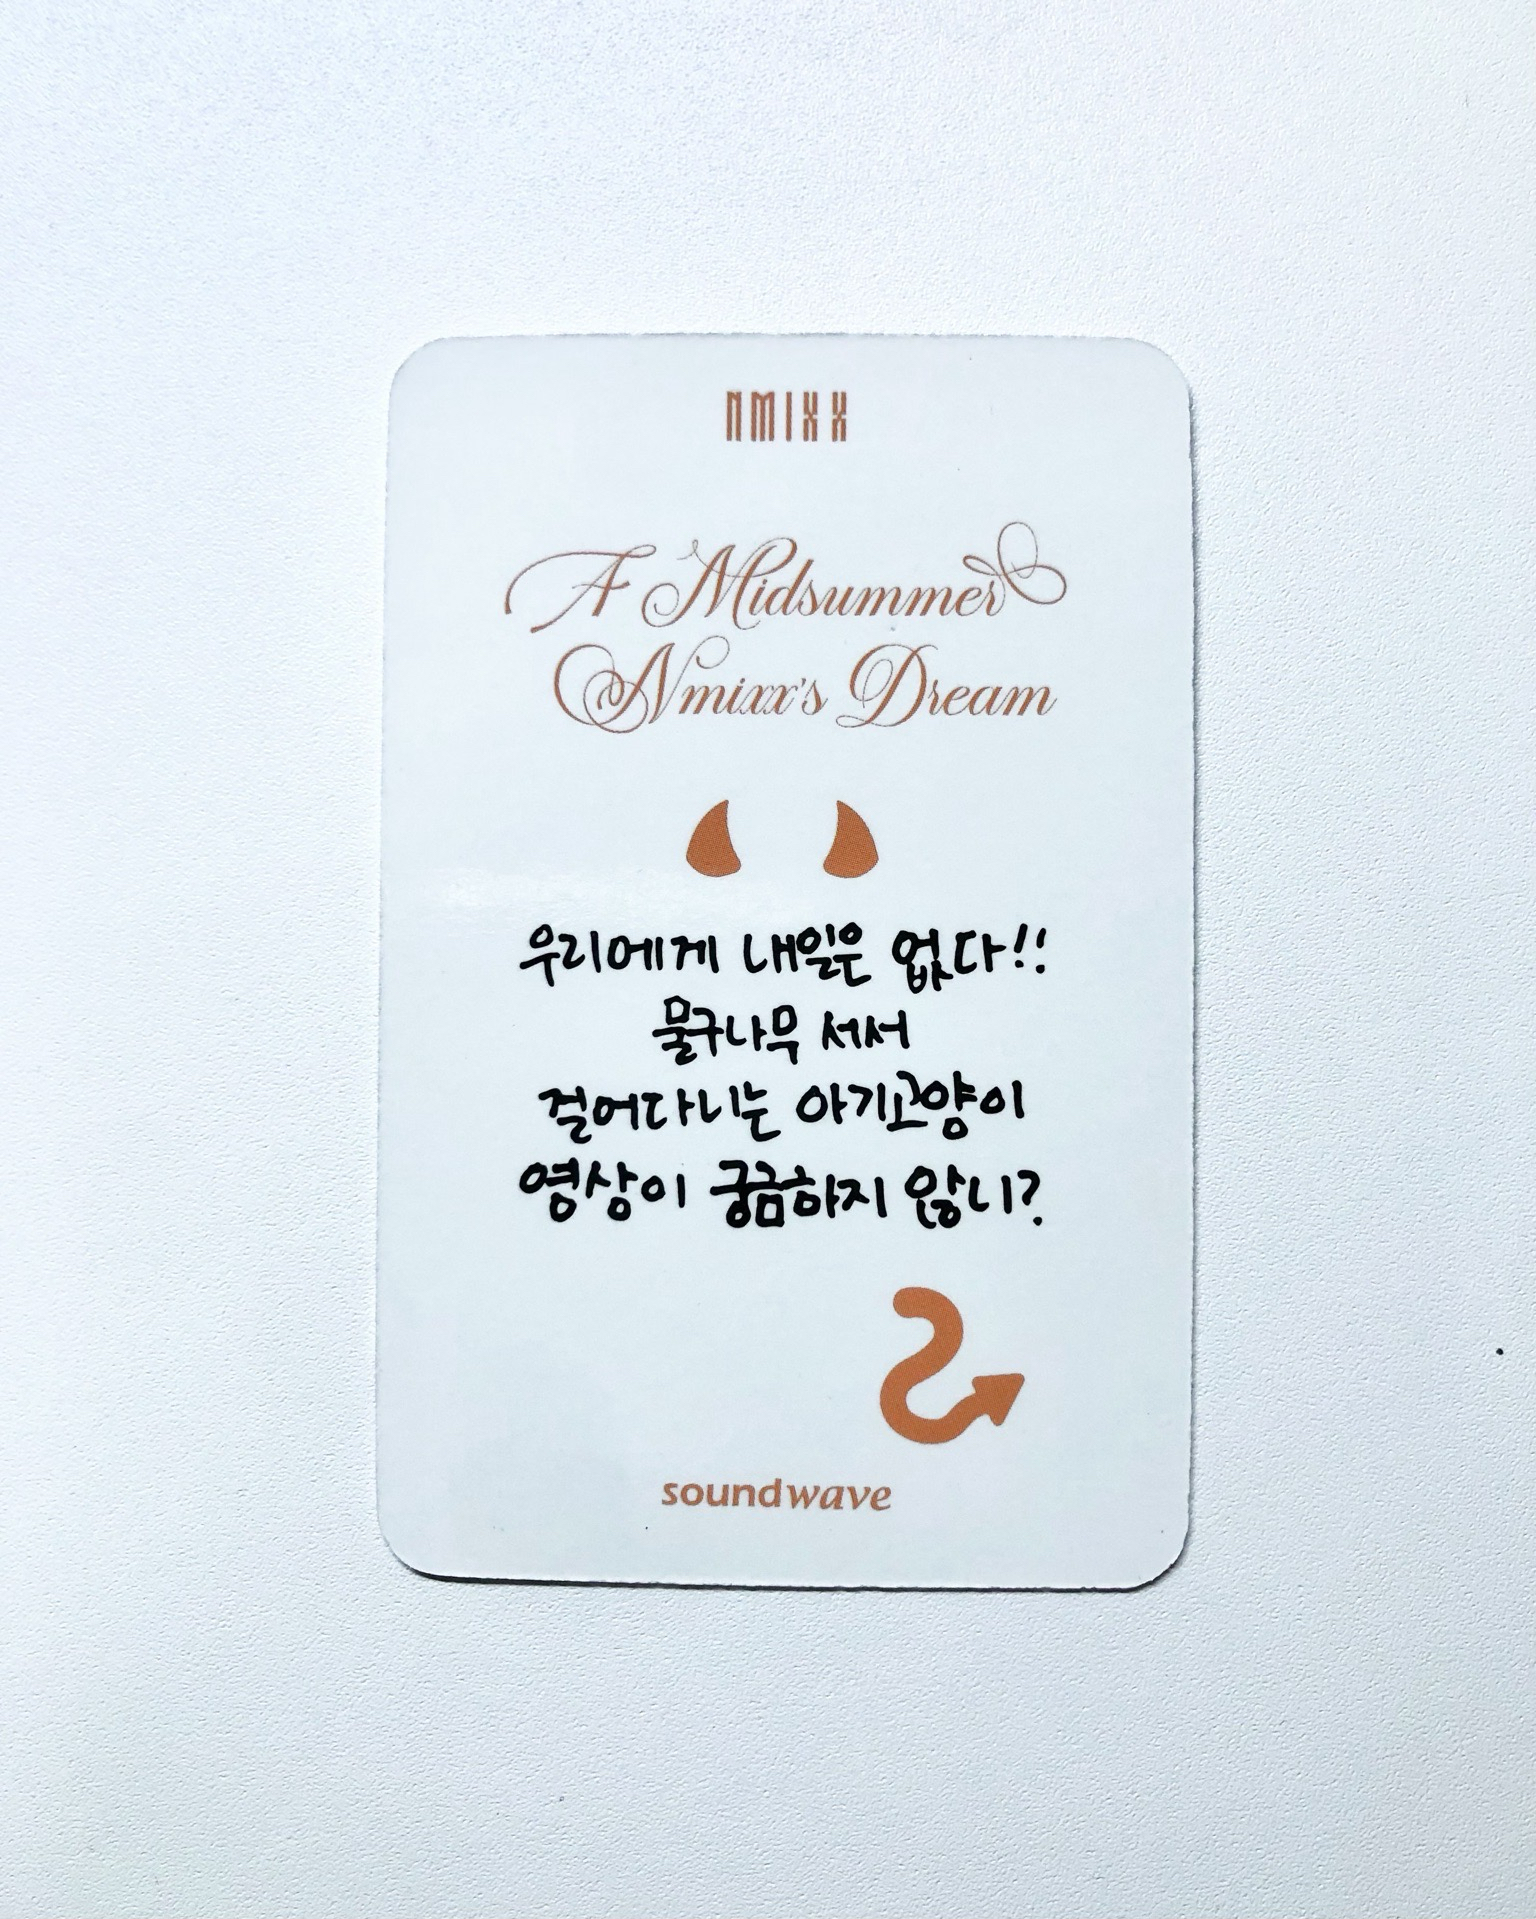 NMIXX
A Midsummer
Nmixx's Dream
우리에게 내일은 없다!!
물구나무 서서
걸어다니는 아기고양이
영상이 궁금하지 않니?
soundwave